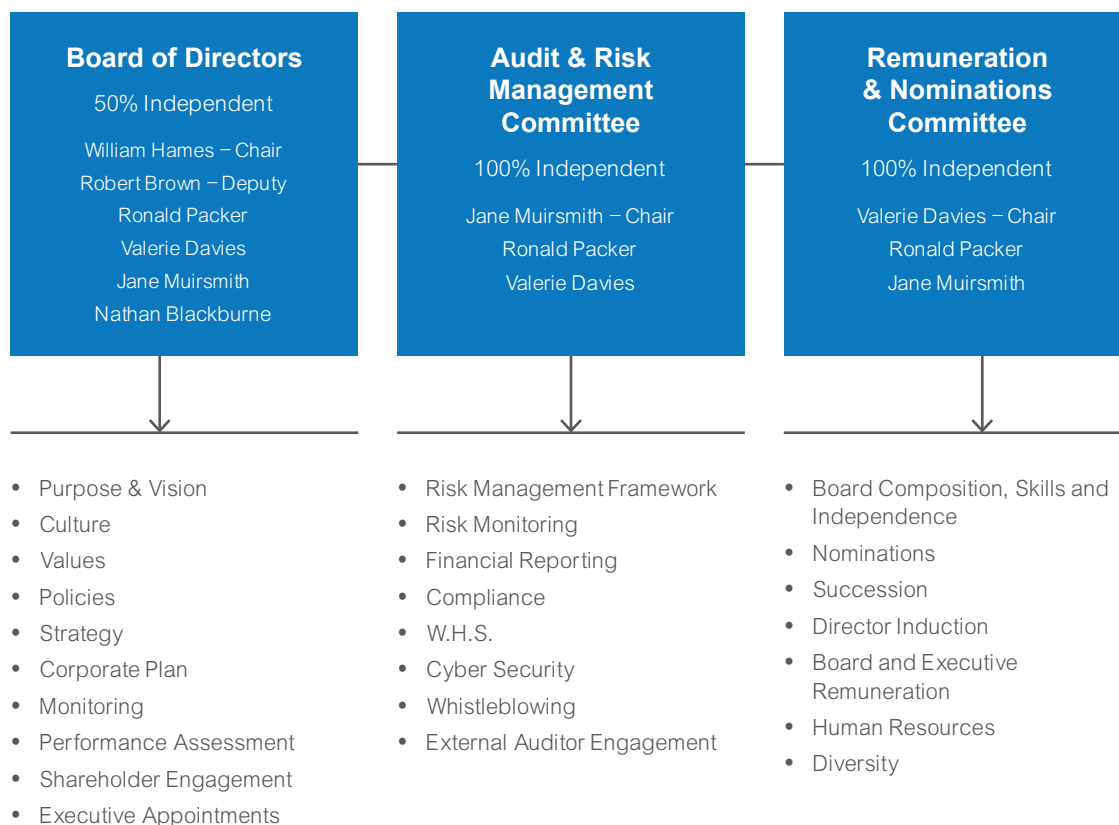 Board of Directors
50% Independent
William Hames – Chair
Robert Brown – Deputy
Ronald Packer
Valerie Davies
Jane Muirsmith
Nathan Blackburne
Audit & Risk
Management
Committee
100% Independent
Jane Muirsmith – Chair
Ronald Packer
Valerie Davies
Remuneration
& Nominations
Committee
100% Independent
Valerie Davies – Chair
Ronald Packer
Jane Muirsmith
• Purpose & Vision
• Culture
• Values
• Policies
• Strategy
• Corporate Plan
• Monitoring
• Performance Assessment
• Shareholder Engagement
• Executive Appointments
• Risk Management Framework
• Risk Monitoring
• Financial Reporting
• Compliance
• W.H.S.
• Cyber Security
• Whistleblowing
• External Auditor Engagement
• Board Composition, Skills and
Independence
• Nominations
• Succession
• Director Induction
• Board and Executive
Remuneration
• Human Resources
• Diversity